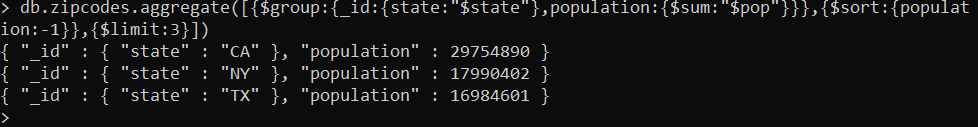 > db.zipcodes.aggregate([{$group:{_id:{state:"$state"},population:{$sum:"$pop"}}},{$sort:{populat
ion:-1}},{$limit:3}])
{ "_id" : { "state" : "CA" }, "population" : 29754890 }
{ "_id" : { "state" : "NY" }, "population" : 17990402 }
{ "_id" : { "state" : "TX" }, "population" : 16984601 }
>